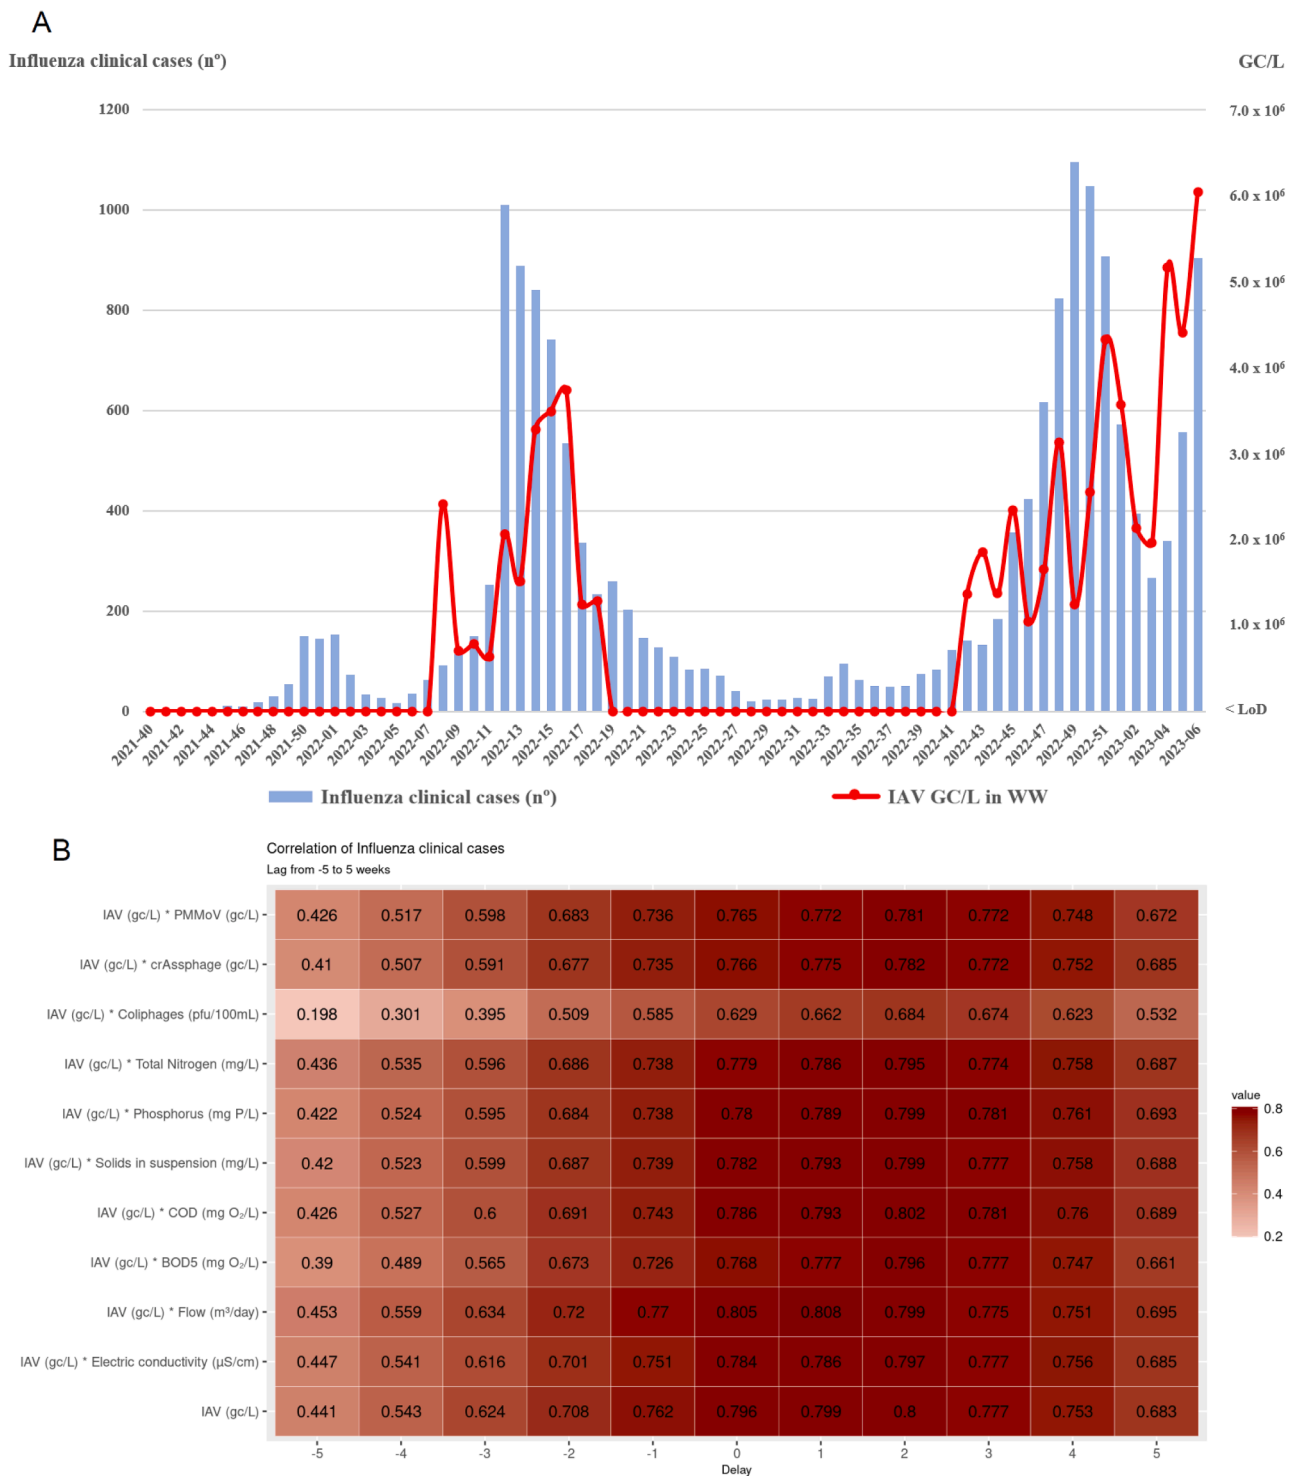 A
Influenza clinical cases (nº)
GC/L
1200
7.0 x 10⁶
1000
6.0 x 10⁶
800
5.0 x 10⁶
4.0 x 10⁶
600
3.0 x 10⁶
400
2.0 x 10⁶
200
1.0 x 10⁶
0
< LoD
2021-40 2021-42 2021-44 2021-46 2021-48 2021-50 2022-01 2022-03 2022-05 2022-07 2022-09 2022-11 2022-13 2022-15 2022-17 2022-19 2022-21 2022-23 2022-25 2022-27 2022-29 2022-31 2022-33 2022-35 2022-37 2022-39 2022-41 2022-43 2022-45 2022-47 2022-49 2022-51 2023-02 2023-04 2023-06
Influenza clinical cases (nº) IAV GC/L in WW
B
Correlation of Influenza clinical cases
Lag from -5 to 5 weeks
IAV (gc/L) * PMMoV (gc/L) 0.426 0.517 0.598 0.683 0.736 0.765 0.772 0.781 0.772 0.748 0.672
IAV (gc/L) * crAssphage (gc/L) 0.41 0.507 0.591 0.677 0.735 0.766 0.775 0.782 0.772 0.752 0.685
IAV (gc/L) * Coliphages (pfu/100mL) 0.198 0.301 0.395 0.509 0.585 0.629 0.662 0.684 0.674 0.623 0.532
IAV (gc/L) * Total Nitrogen (mg/L) 0.436 0.535 0.596 0.686 0.738 0.779 0.786 0.795 0.774 0.758 0.687
IAV (gc/L) * Phosphorus (mg P/L) 0.422 0.524 0.595 0.684 0.738 0.78 0.789 0.799 0.781 0.761 0.693
IAV (gc/L) * Solids in suspension (mg/L) 0.42 0.523 0.599 0.687 0.739 0.782 0.793 0.799 0.777 0.758 0.688
IAV (gc/L) * COD (mg O₂/L) 0.426 0.527 0.6 0.691 0.743 0.786 0.793 0.802 0.781 0.76 0.689
IAV (gc/L) * BOD5 (mg O₂/L) 0.39 0.489 0.565 0.673 0.726 0.768 0.777 0.796 0.777 0.747 0.661
IAV (gc/L) * Flow (m³/day) 0.453 0.559 0.634 0.72 0.77 0.805 0.808 0.799 0.775 0.751 0.695
IAV (gc/L) * Electric conductivity (µS/cm) 0.447 0.541 0.616 0.701 0.751 0.784 0.786 0.797 0.777 0.756 0.685
IAV (gc/L) 0.441 0.543 0.624 0.708 0.762 0.796 0.799 0.8 0.777 0.753 0.683
-5 -4 -3 -2 -1 0 1 2 3 4 5
Delay
value
0.8
0.6
0.4
0.2